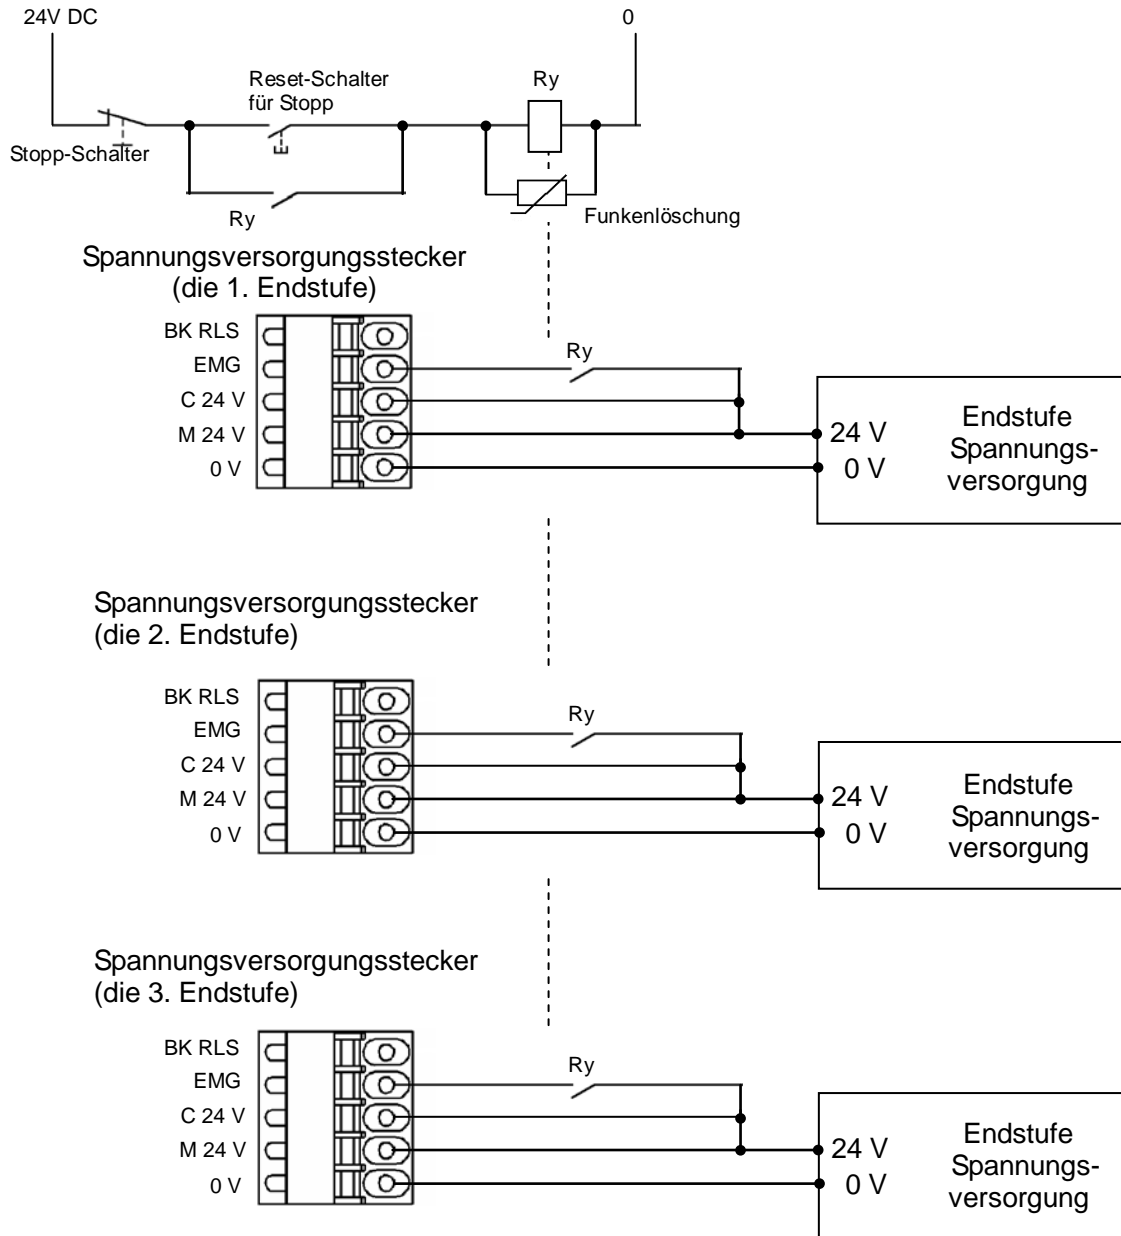 24V DC
0
Reset-Schalter
für Stopp
Ry
Stopp-Schalter
Ry
Funkenlöschung
Spannungsversorgungsstecker
(die 1. Endstufe)
BK RLS
EMG
C 24 V
M 24 V
0 V
Ry
24 V
0 V
Endstufe
Spannungs-
versorgung
Spannungsversorgungsstecker
(die 2. Endstufe)
BK RLS
EMG
C 24 V
M 24 V
0 V
Ry
24 V
0 V
Endstufe
Spannungs-
versorgung
Spannungsversorgungsstecker
(die 3. Endstufe)
BK RLS
EMG
C 24 V
M 24 V
0 V
Ry
24 V
0 V
Endstufe
Spannungs-
versorgung